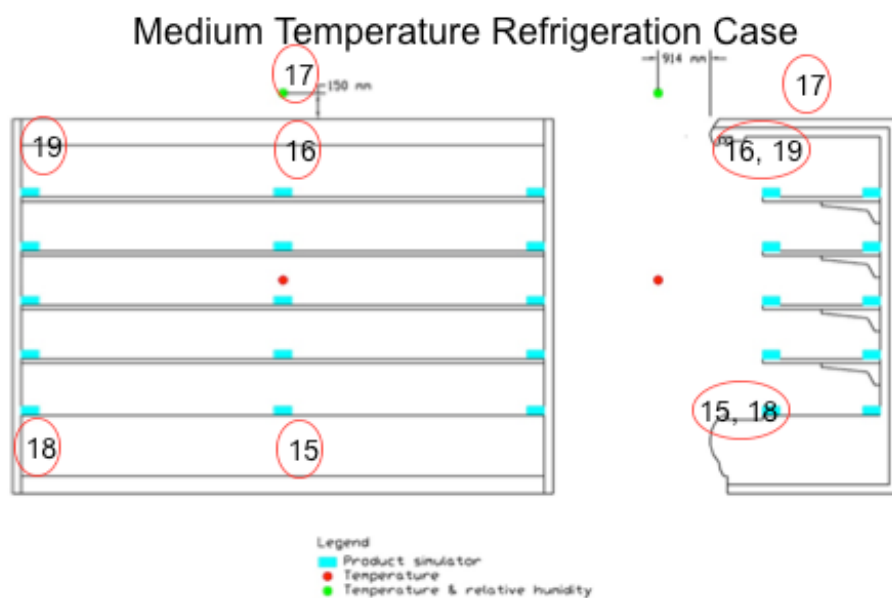 Medium Temperature Refrigeration Case
914 mm
17
150 mm
17
19
16
16, 19
15, 18
18
15
Legend
Product simulator
Temperature
Temperature & relative humidity